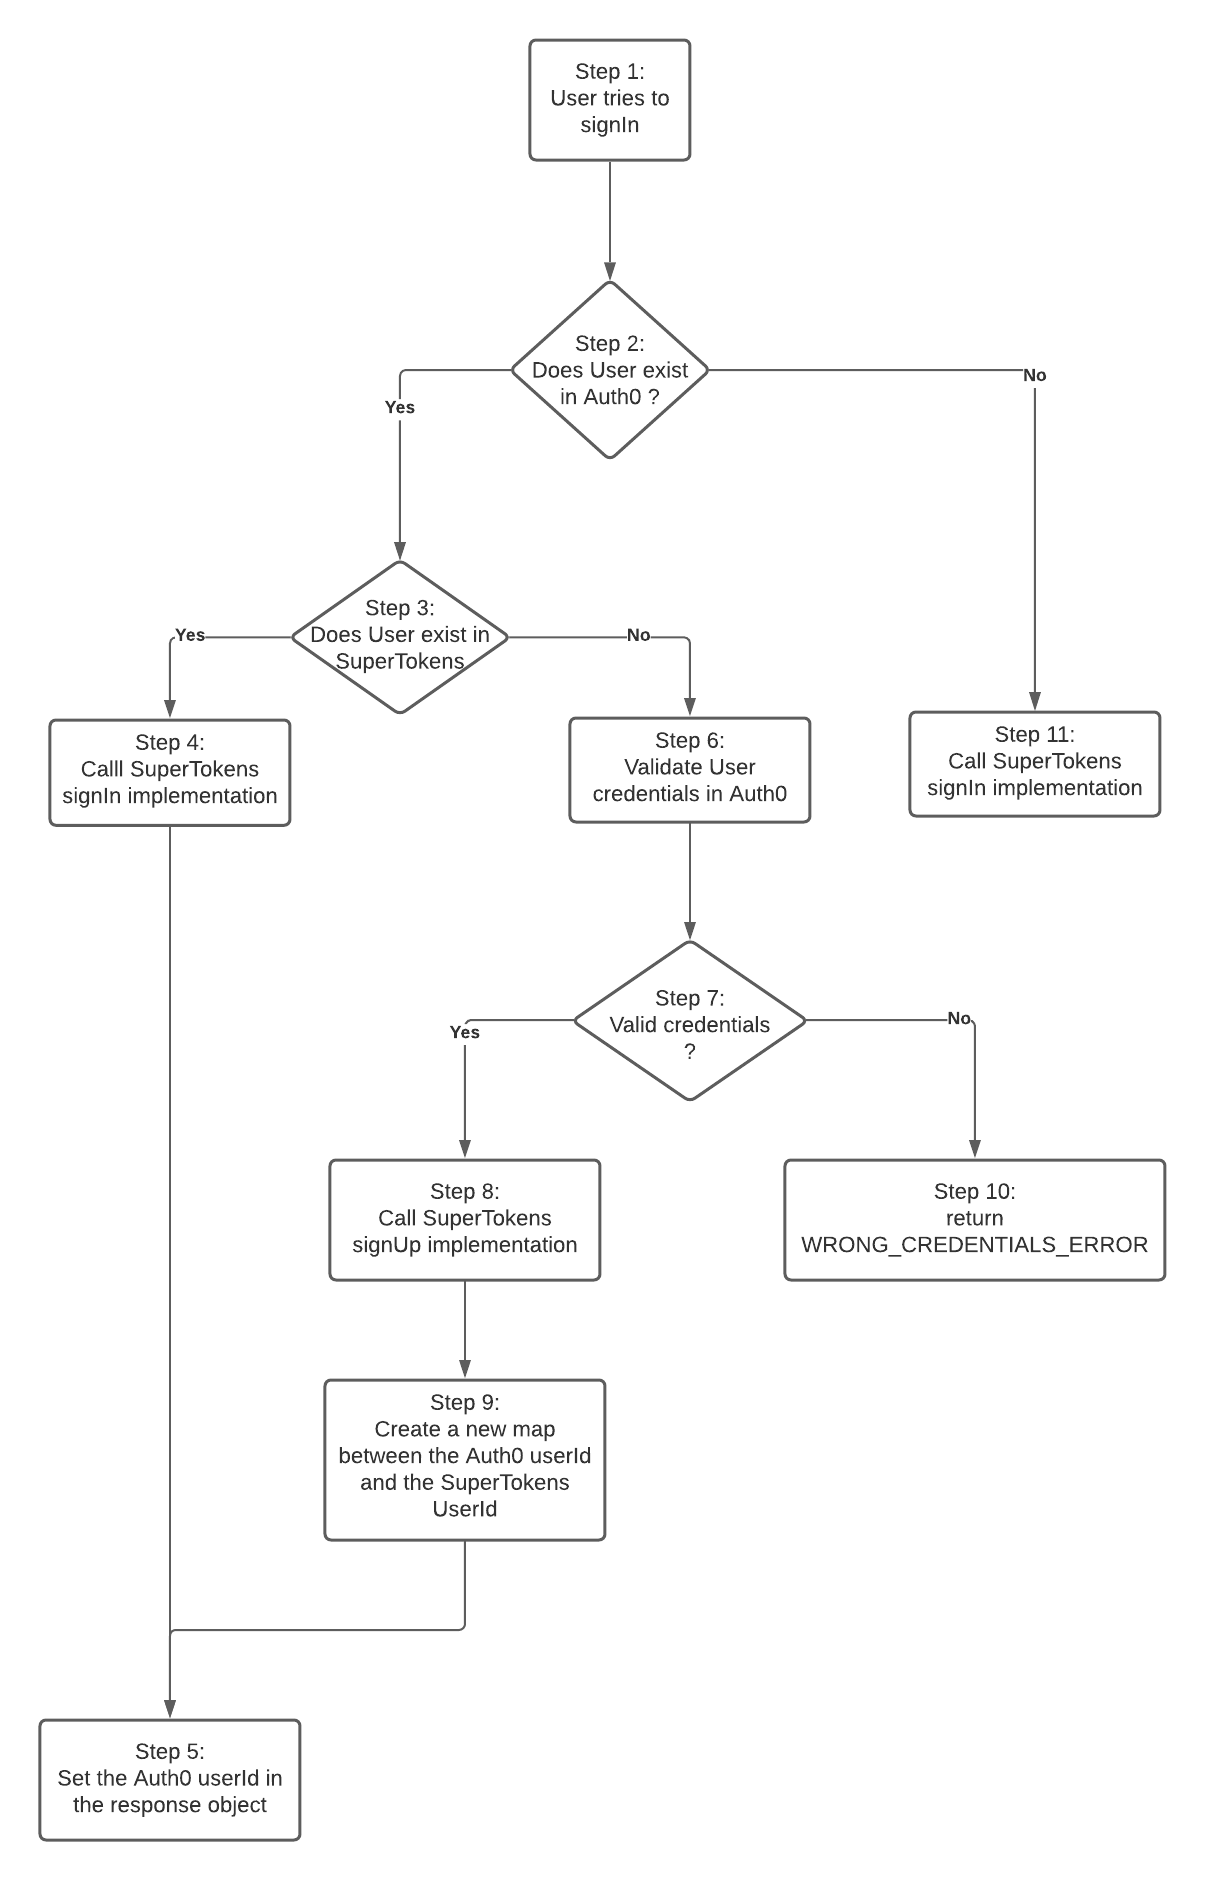 Step 1:
User tries to
signIn
Step 2:
Does User exist
in Auth0 ?
No
Yes
Step 3:
Does User exist in
SuperTokens
Yes
No
Step 4:
Calll SuperTokens
signIn implementation
Step 6:
Validate User
credentials in Auth0
Step 11:
Call SuperTokens
signIn implementation
Step 7:
Valid credentials
?
Yes
No
Step 8:
Call SuperTokens
signUp implementation
Step 10:
return
WRONG_CREDENTIALS_ERROR
Step 9:
Create a new map
between the Auth0 userId
and the SuperTokens
UserId
Step 5:
Set the Auth0 userId in
the response object